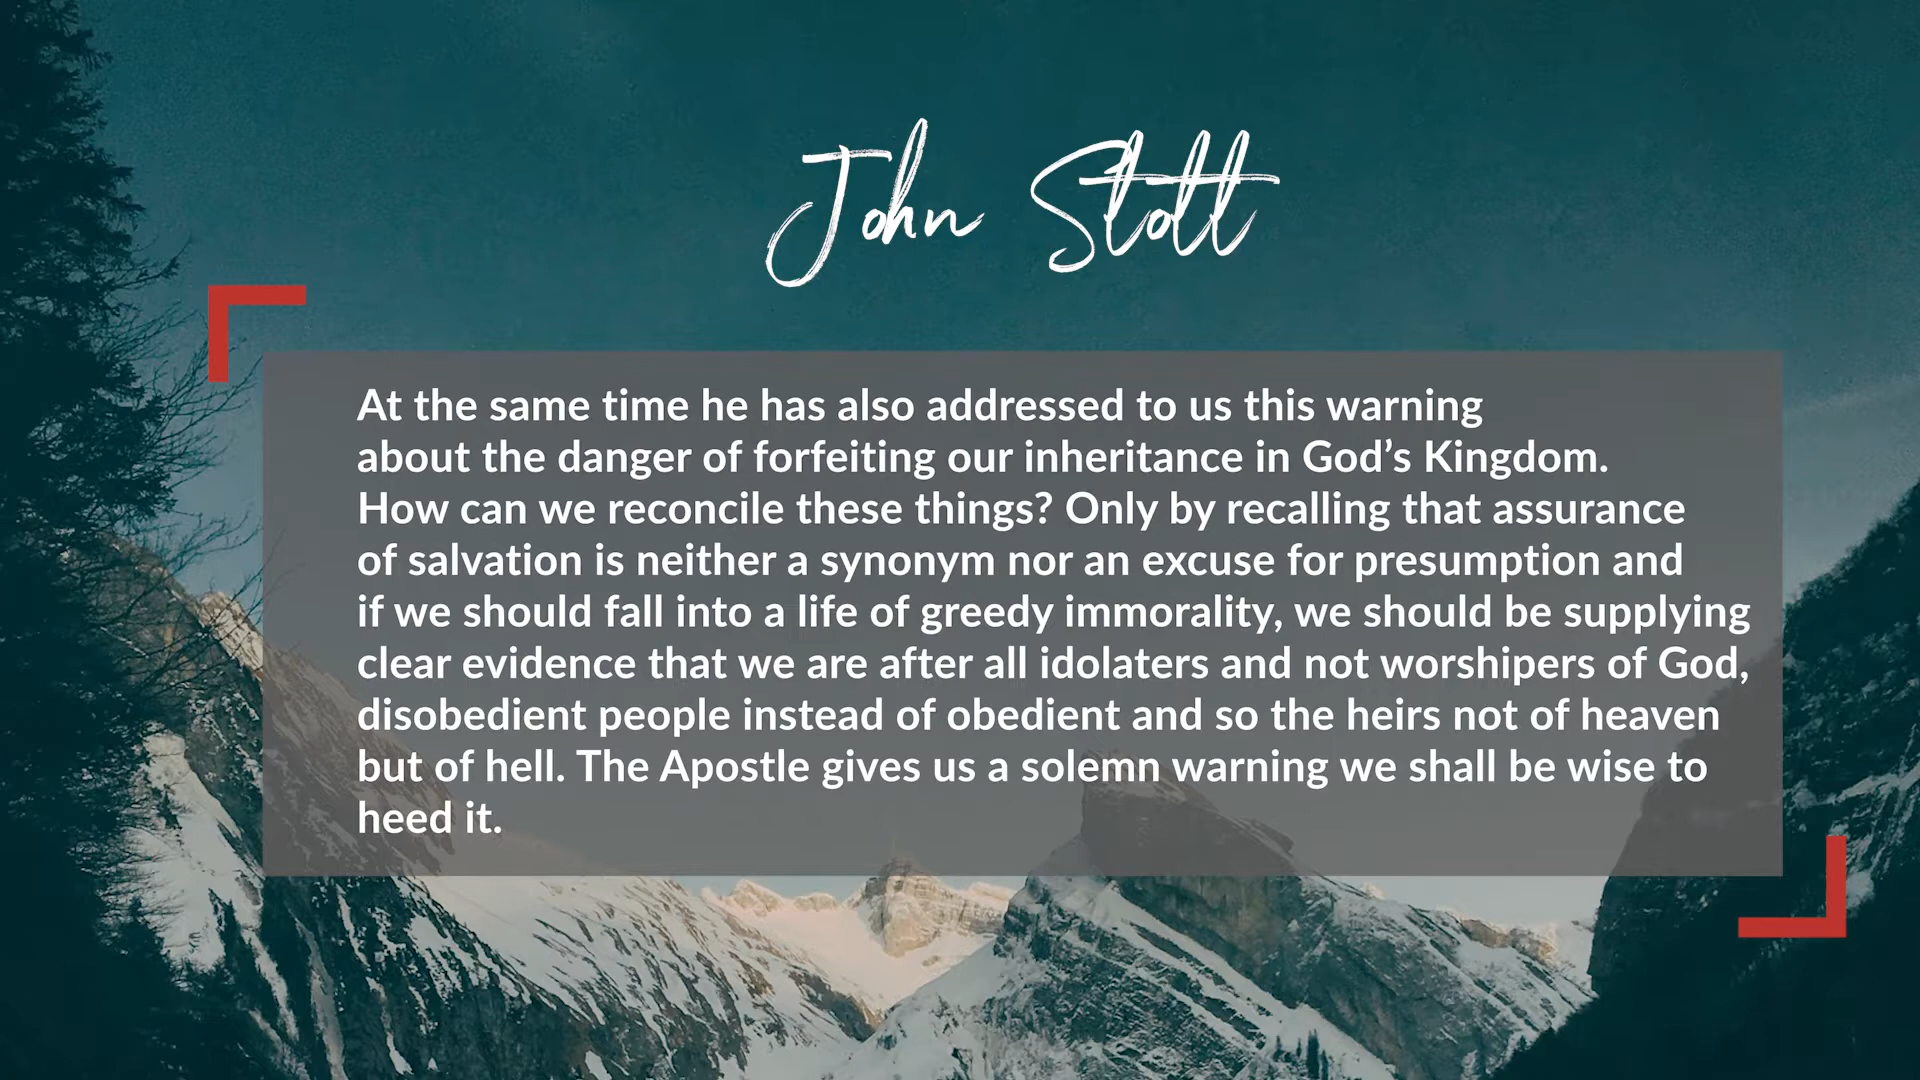 John Stott
At the same time he has also addressed to us this warning
about the danger of forfeiting our inheritance in God’s Kingdom.
How can we reconcile these things? Only by recalling that assurance
of salvation is neither a synonym nor an excuse for presumption and
if we should fall into a life of greedy immorality, we should be supplying
clear evidence that we are after all idolaters and not worshipers of God,
disobedient people instead of obedient and so the heirs not of heaven
but of hell. The Apostle gives us a solemn warning we shall be wise to
heed it.